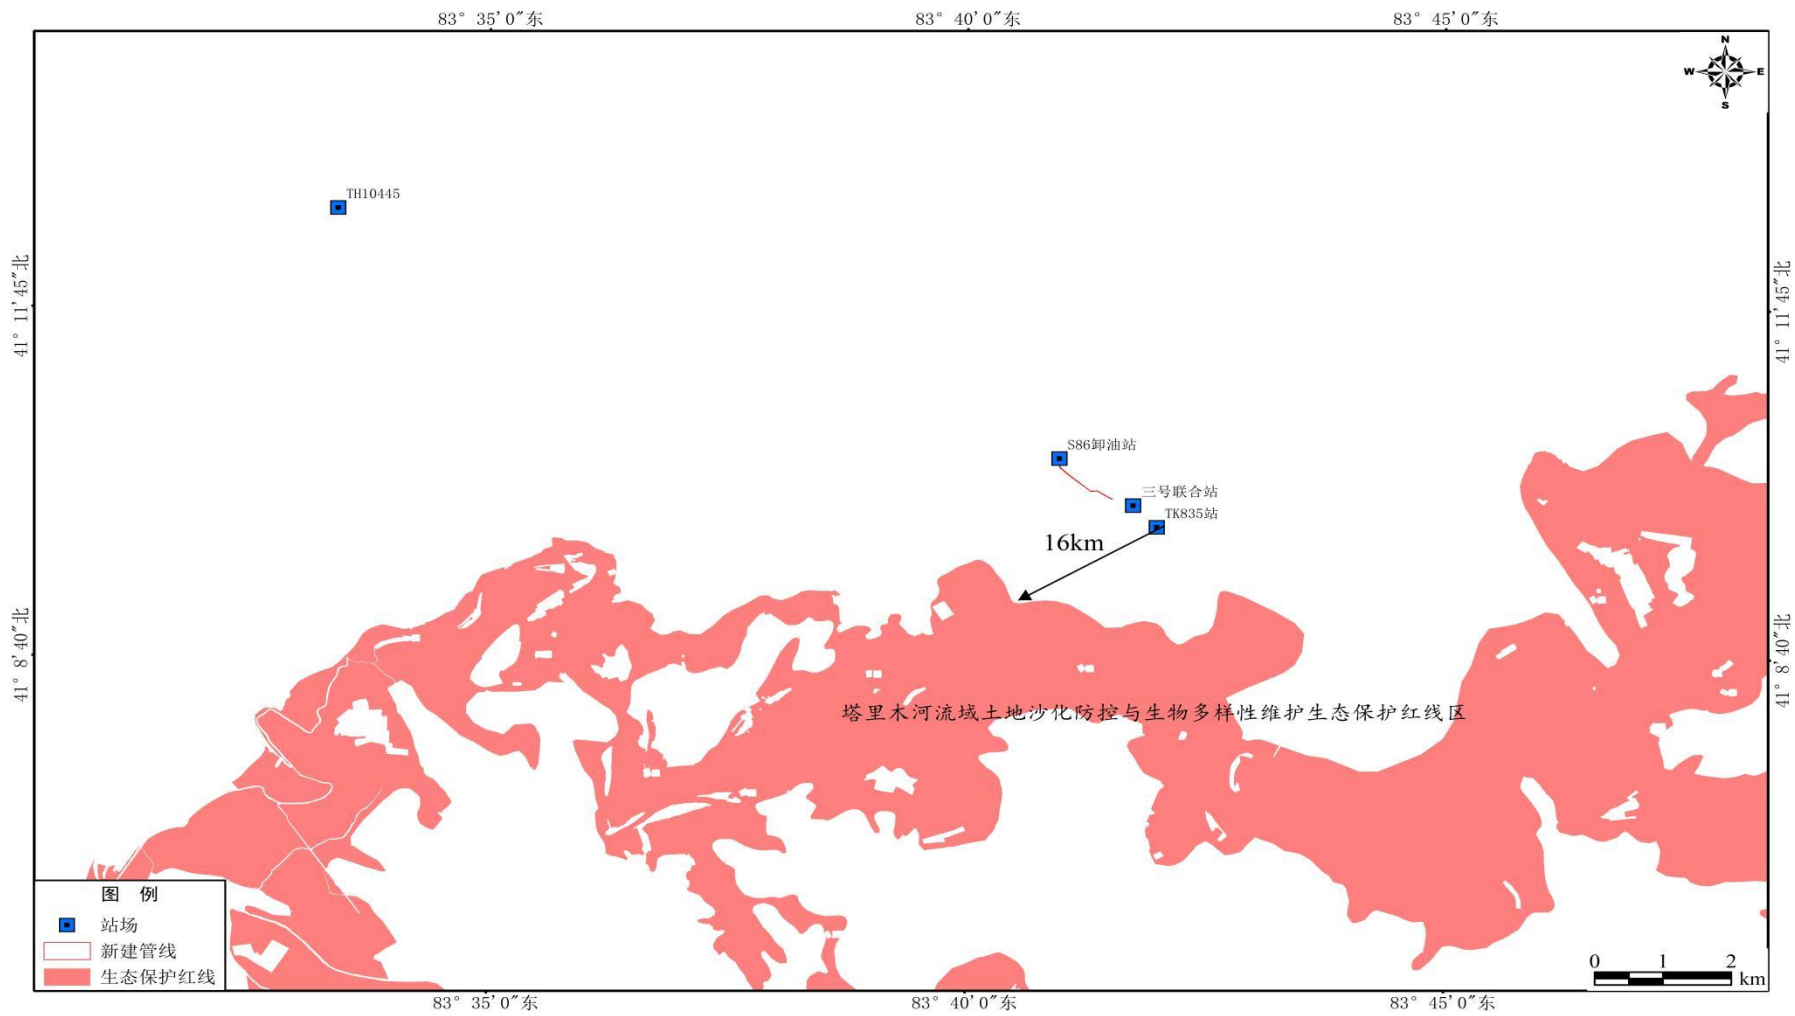 83° 35′ 0″东
83° 40′ 0″东
83° 45′ 0″东
N
W
E
S
TH10445
41° 11′ 45″北
41° 11′ 45″北
S86卸油站
三号联合站
TK835站
16km
41° 8′ 40″北
41° 8′ 40″北
塔里木河流域土地沙化防控与生物多样性维护生态保护红线区
图 例
站场
新建管线
生态保护红线
0 1 2
km
83° 35′ 0″东
83° 40′ 0″东
83° 45′ 0″东